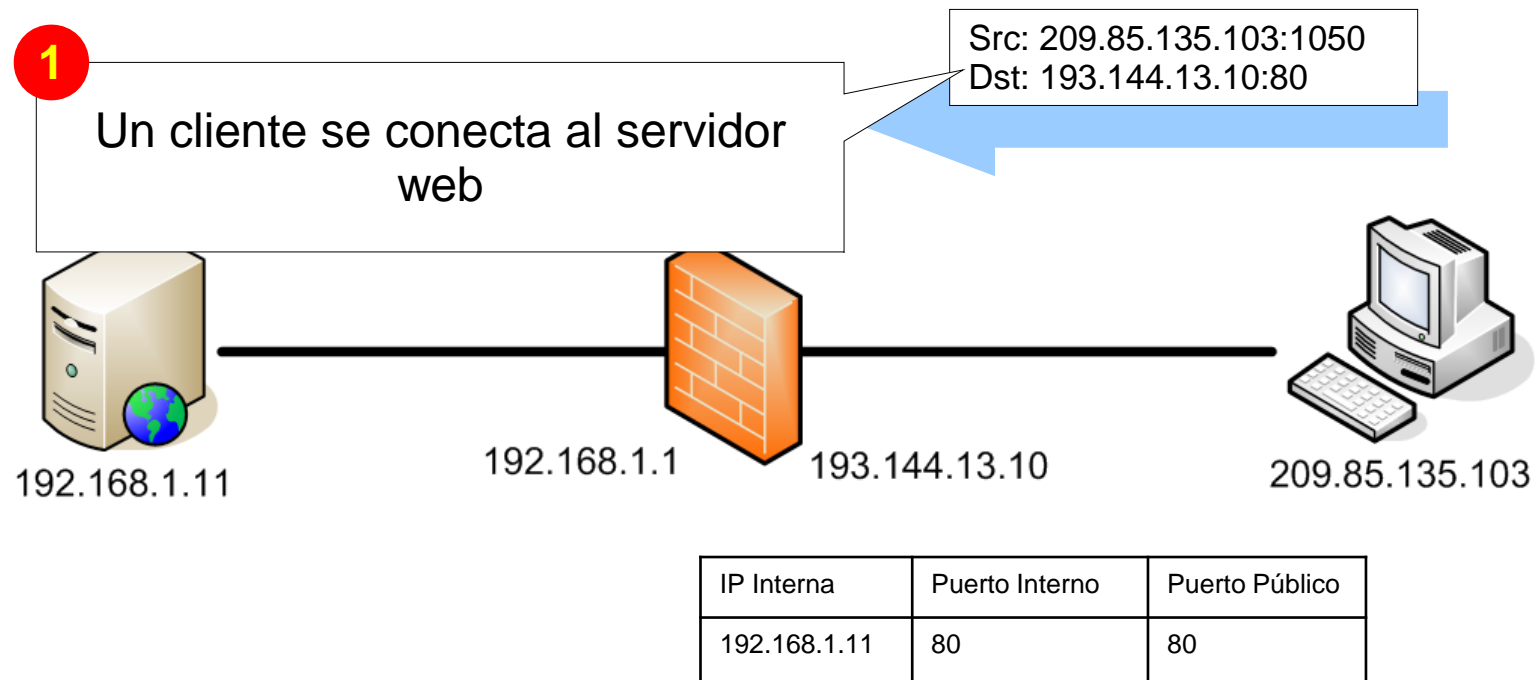 1
Src: 209.85.135.103:1050
Dst: 193.144.13.10:80
Un cliente se conecta al servidor
web
192.168.1.11
192.168.1.1
193.144.13.10
209.85.135.103
IP Interna Puerto Interno Puerto Público
192.168.1.11 80 80